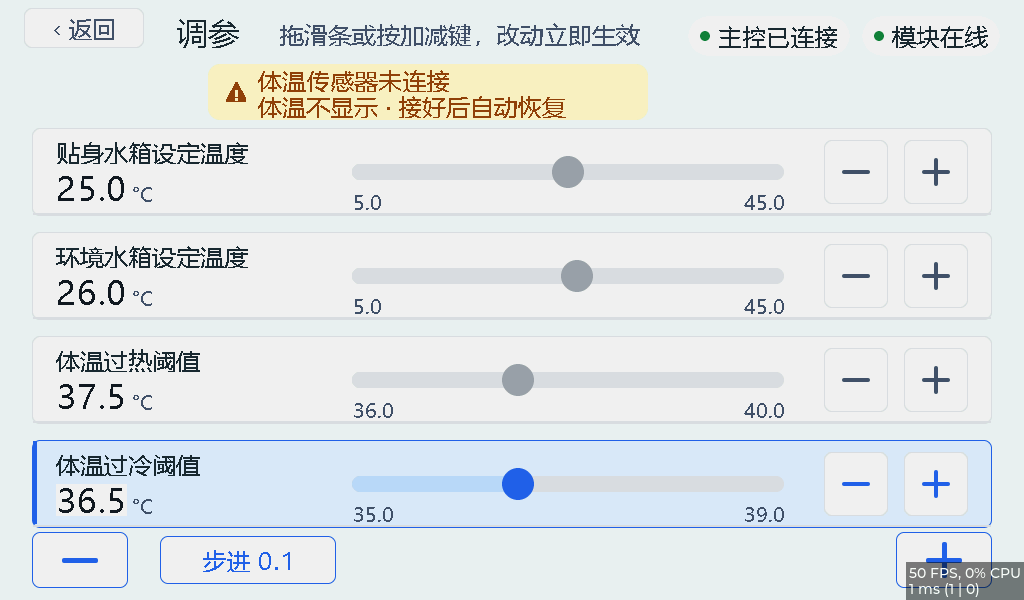 ‹ 返回
调参
拖滑条或按加减键，改动立即生效
主控已连接
模块在线
体温传感器未连接
体温不显示 · 接好后自动恢复
贴身水箱设定温度
25.0 °C
5.0
45.0
环境水箱设定温度
26.0 °C
5.0
45.0
体温过热阈值
37.5 °C
36.0
40.0
体温过冷阈值
36.5 °C
35.0
39.0
步进 0.1
50 FPS, 0% CPU
1 ms (1 | 0)